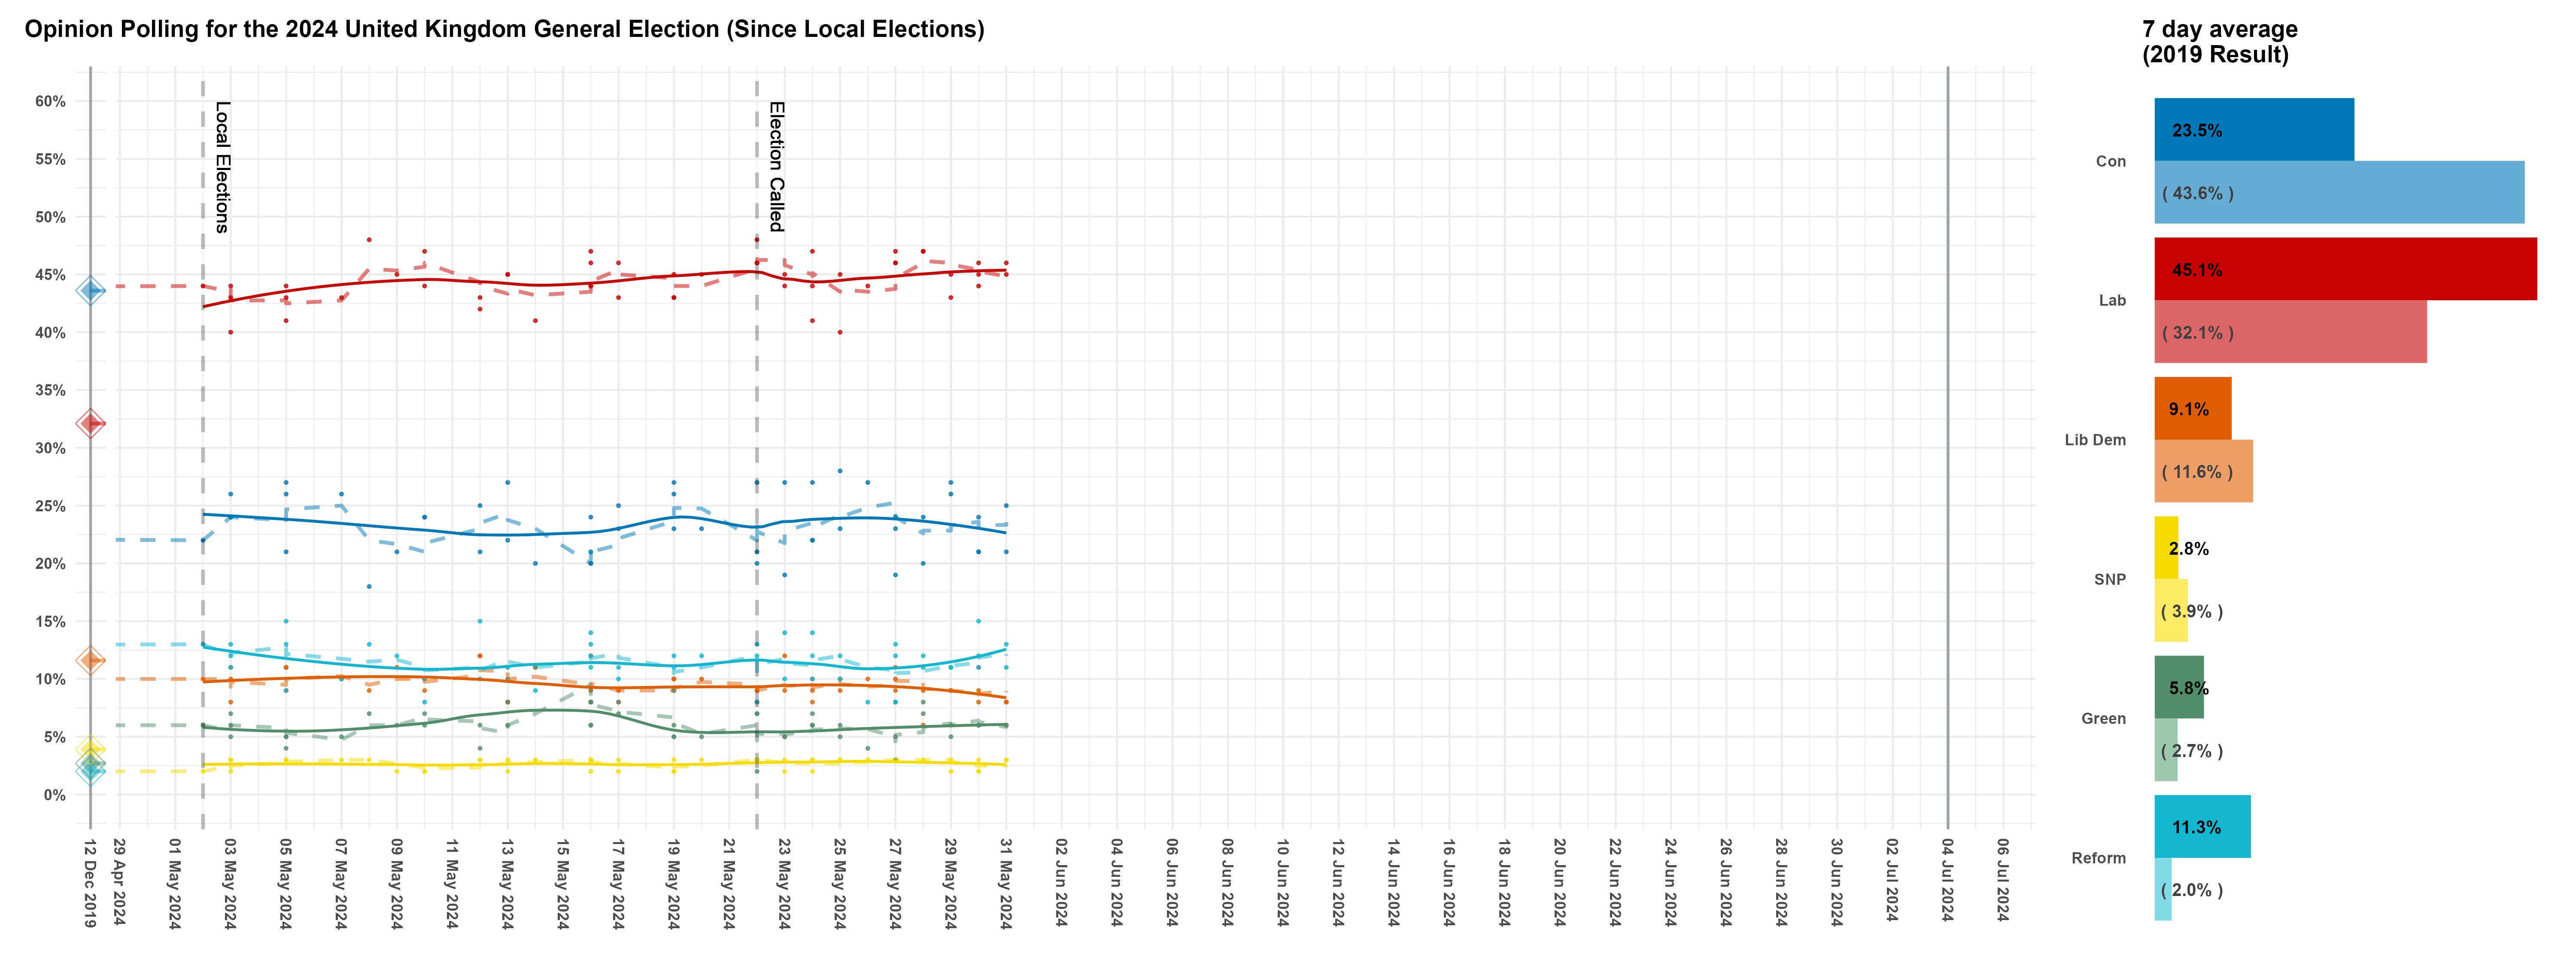 Opinion Polling for the 2024 United Kingdom General Election (Since Local Elections)
7 day average
(2019 Result)
60%
55%
50%
45%
40%
35%
30%
25%
20%
15%
10%
5%
0%
Local Elections
Election Called
12 Dec 2019
29 Apr 2024
01 May 2024
03 May 2024
05 May 2024
07 May 2024
09 May 2024
11 May 2024
13 May 2024
15 May 2024
17 May 2024
19 May 2024
21 May 2024
23 May 2024
25 May 2024
27 May 2024
29 May 2024
31 May 2024
02 Jun 2024
04 Jun 2024
06 Jun 2024
08 Jun 2024
10 Jun 2024
12 Jun 2024
14 Jun 2024
16 Jun 2024
18 Jun 2024
20 Jun 2024
22 Jun 2024
24 Jun 2024
26 Jun 2024
28 Jun 2024
30 Jun 2024
02 Jul 2024
04 Jul 2024
06 Jul 2024
Con
23.5%
( 43.6% )
Lab
45.1%
( 32.1% )
Lib Dem
9.1%
( 11.6% )
SNP
2.8%
( 3.9% )
Green
5.8%
( 2.7% )
Reform
11.3%
( 2.0% )